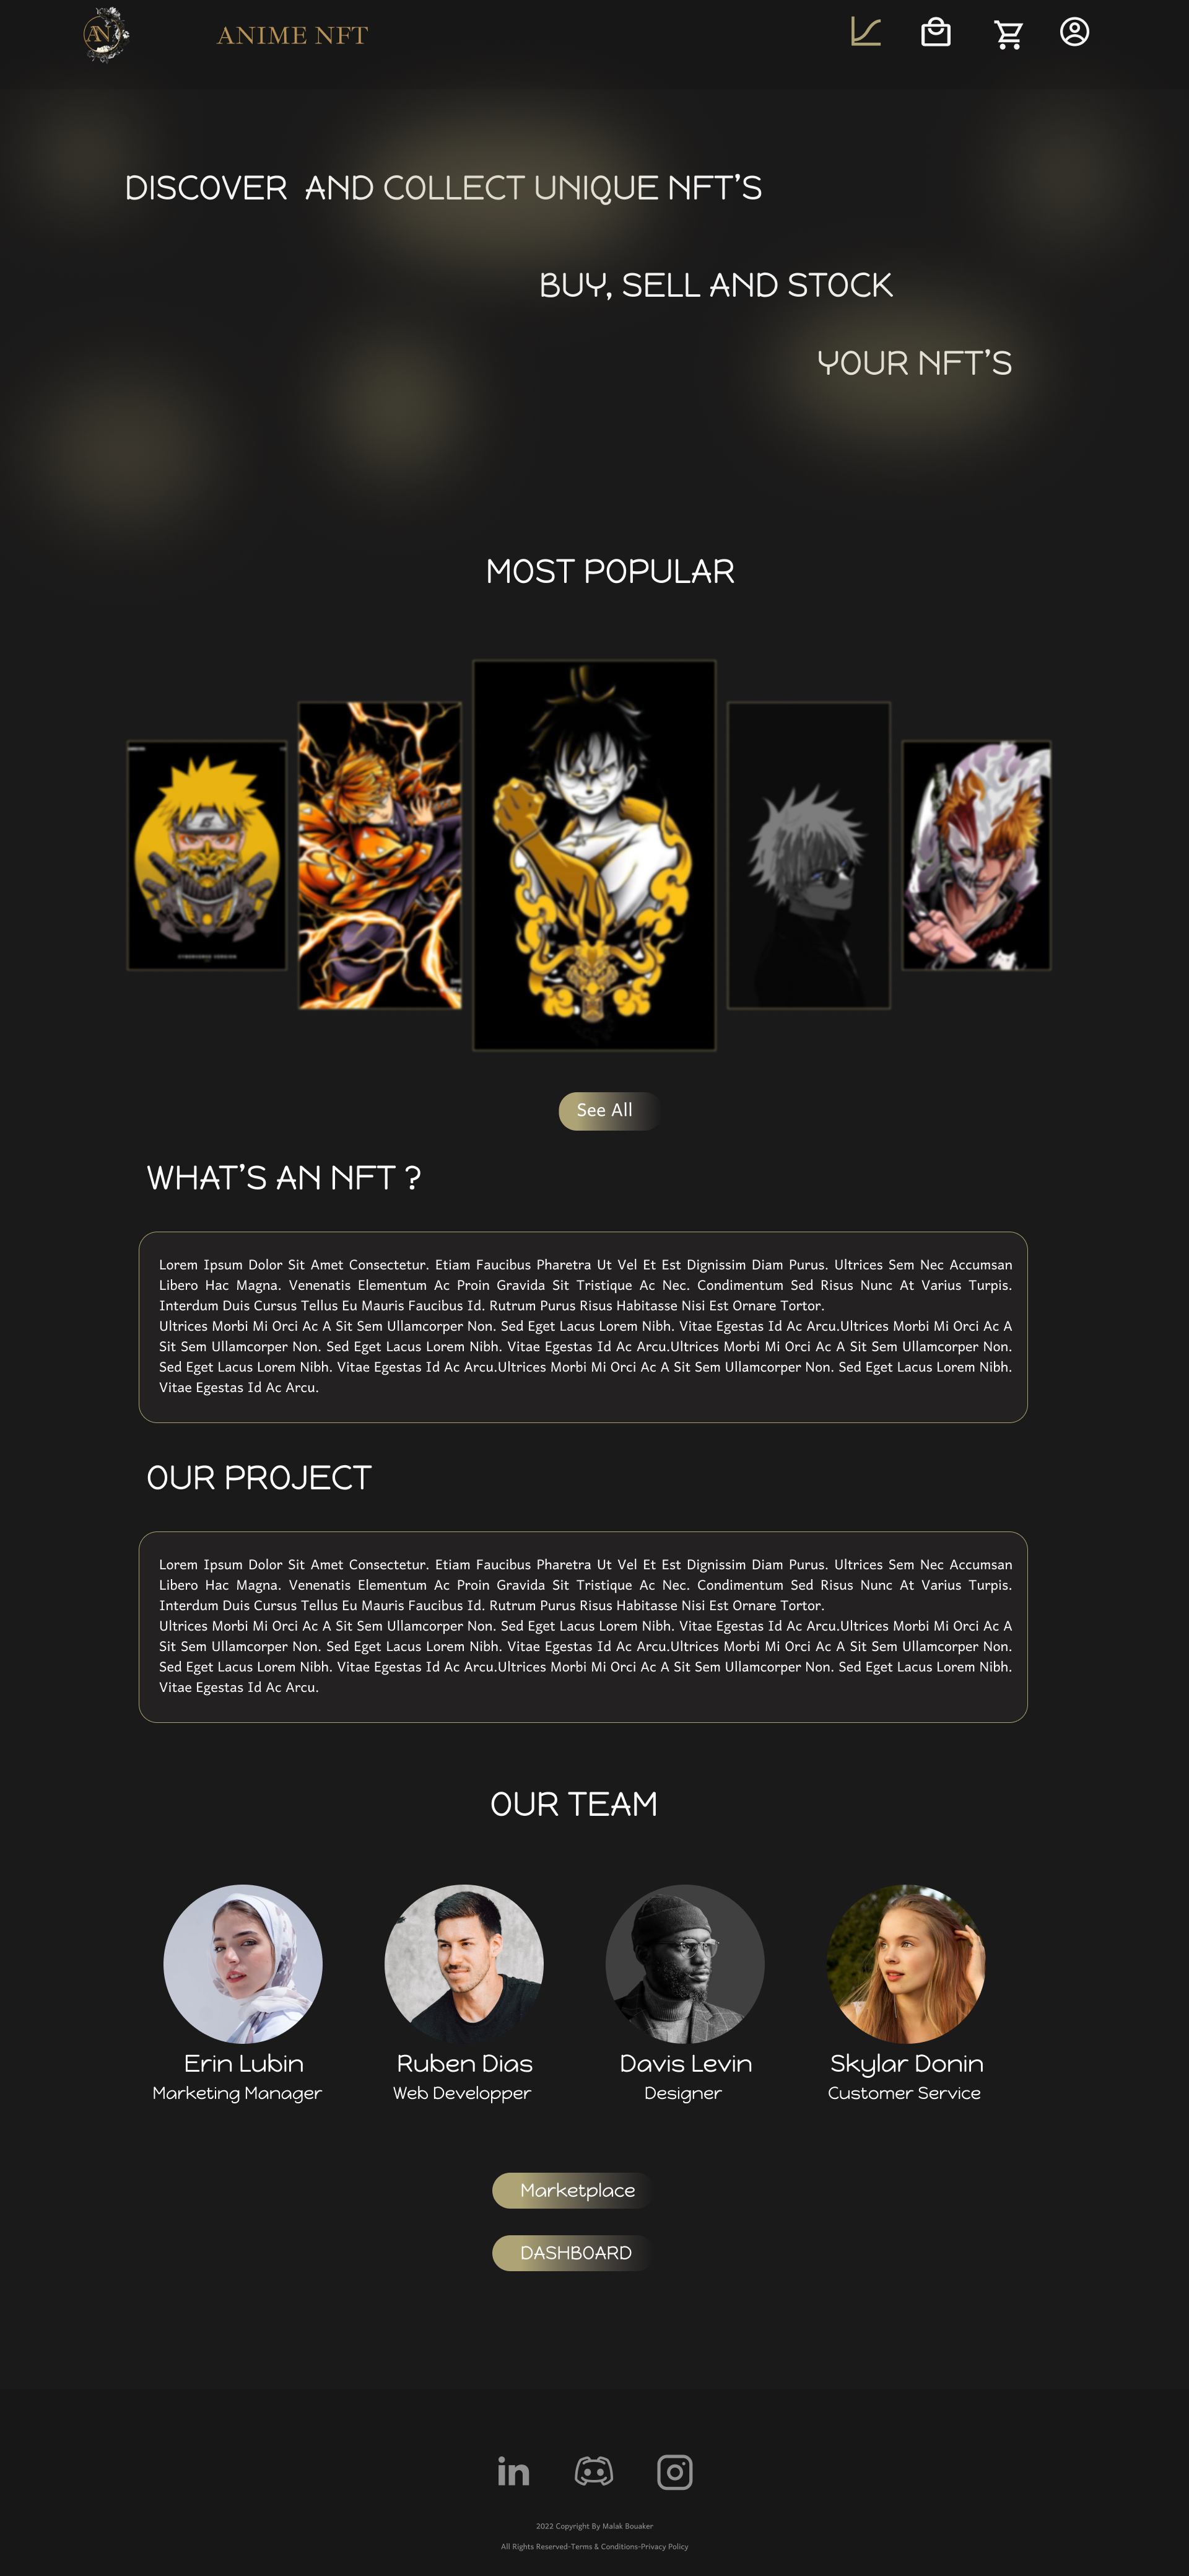 AN
ANIME NFT
DISCOVER AND COLLECT UNIQUE NFT'S
BUY, SELL AND STOCK
YOUR NFT'S
MOST POPULAR
CYBERVERSE VERSION
See All
WHAT'S AN NFT ?
Lorem Ipsum Dolor Sit Amet Consectetur. Etiam Faucibus Pharetra Ut Vel Et Est Dignissim Diam Purus. Ultrices Sem Nec Accumsan
Libero Hac Magna. Venenatis Elementum Ac Proin Gravida Sit Tristique Ac Nec. Condimentum Sed Risus Nunc At Varius Turpis.
Interdum Duis Cursus Tellus Eu Mauris Faucibus Id. Rutrum Purus Risus Habitasse Nisi Est Ornare Tortor.
Ultrices Morbi Mi Orci Ac A Sit Sem Ullamcorper Non. Sed Eget Lacus Lorem Nibh. Vitae Egestas Id Ac Arcu.Ultrices Morbi Mi Orci Ac A
Sit Sem Ullamcorper Non. Sed Eget Lacus Lorem Nibh. Vitae Egestas Id Ac Arcu.Ultrices Morbi Mi Orci Ac A Sit Sem Ullamcorper Non.
Sed Eget Lacus Lorem Nibh. Vitae Egestas Id Ac Arcu.Ultrices Morbi Mi Orci Ac A Sit Sem Ullamcorper Non. Sed Eget Lacus Lorem Nibh.
Vitae Egestas Id Ac Arcu.
OUR PROJECT
Lorem Ipsum Dolor Sit Amet Consectetur. Etiam Faucibus Pharetra Ut Vel Et Est Dignissim Diam Purus. Ultrices Sem Nec Accumsan
Libero Hac Magna. Venenatis Elementum Ac Proin Gravida Sit Tristique Ac Nec. Condimentum Sed Risus Nunc At Varius Turpis.
Interdum Duis Cursus Tellus Eu Mauris Faucibus Id. Rutrum Purus Risus Habitasse Nisi Est Ornare Tortor.
Ultrices Morbi Mi Orci Ac A Sit Sem Ullamcorper Non. Sed Eget Lacus Lorem Nibh. Vitae Egestas Id Ac Arcu.Ultrices Morbi Mi Orci Ac A
Sit Sem Ullamcorper Non. Sed Eget Lacus Lorem Nibh. Vitae Egestas Id Ac Arcu.Ultrices Morbi Mi Orci Ac A Sit Sem Ullamcorper Non.
Sed Eget Lacus Lorem Nibh. Vitae Egestas Id Ac Arcu.Ultrices Morbi Mi Orci Ac A Sit Sem Ullamcorper Non. Sed Eget Lacus Lorem Nibh.
Vitae Egestas Id Ac Arcu.
OUR TEAM
Erin Lubin
Marketing Manager
Ruben Dias
Web Developper
Davis Levin
Designer
Skylar Donin
Customer Service
Marketplace
DASHBOARD
in
2022 Copyright By Malak Bouaker
All Rights Reserved-Terms & Conditions-Privacy Policy